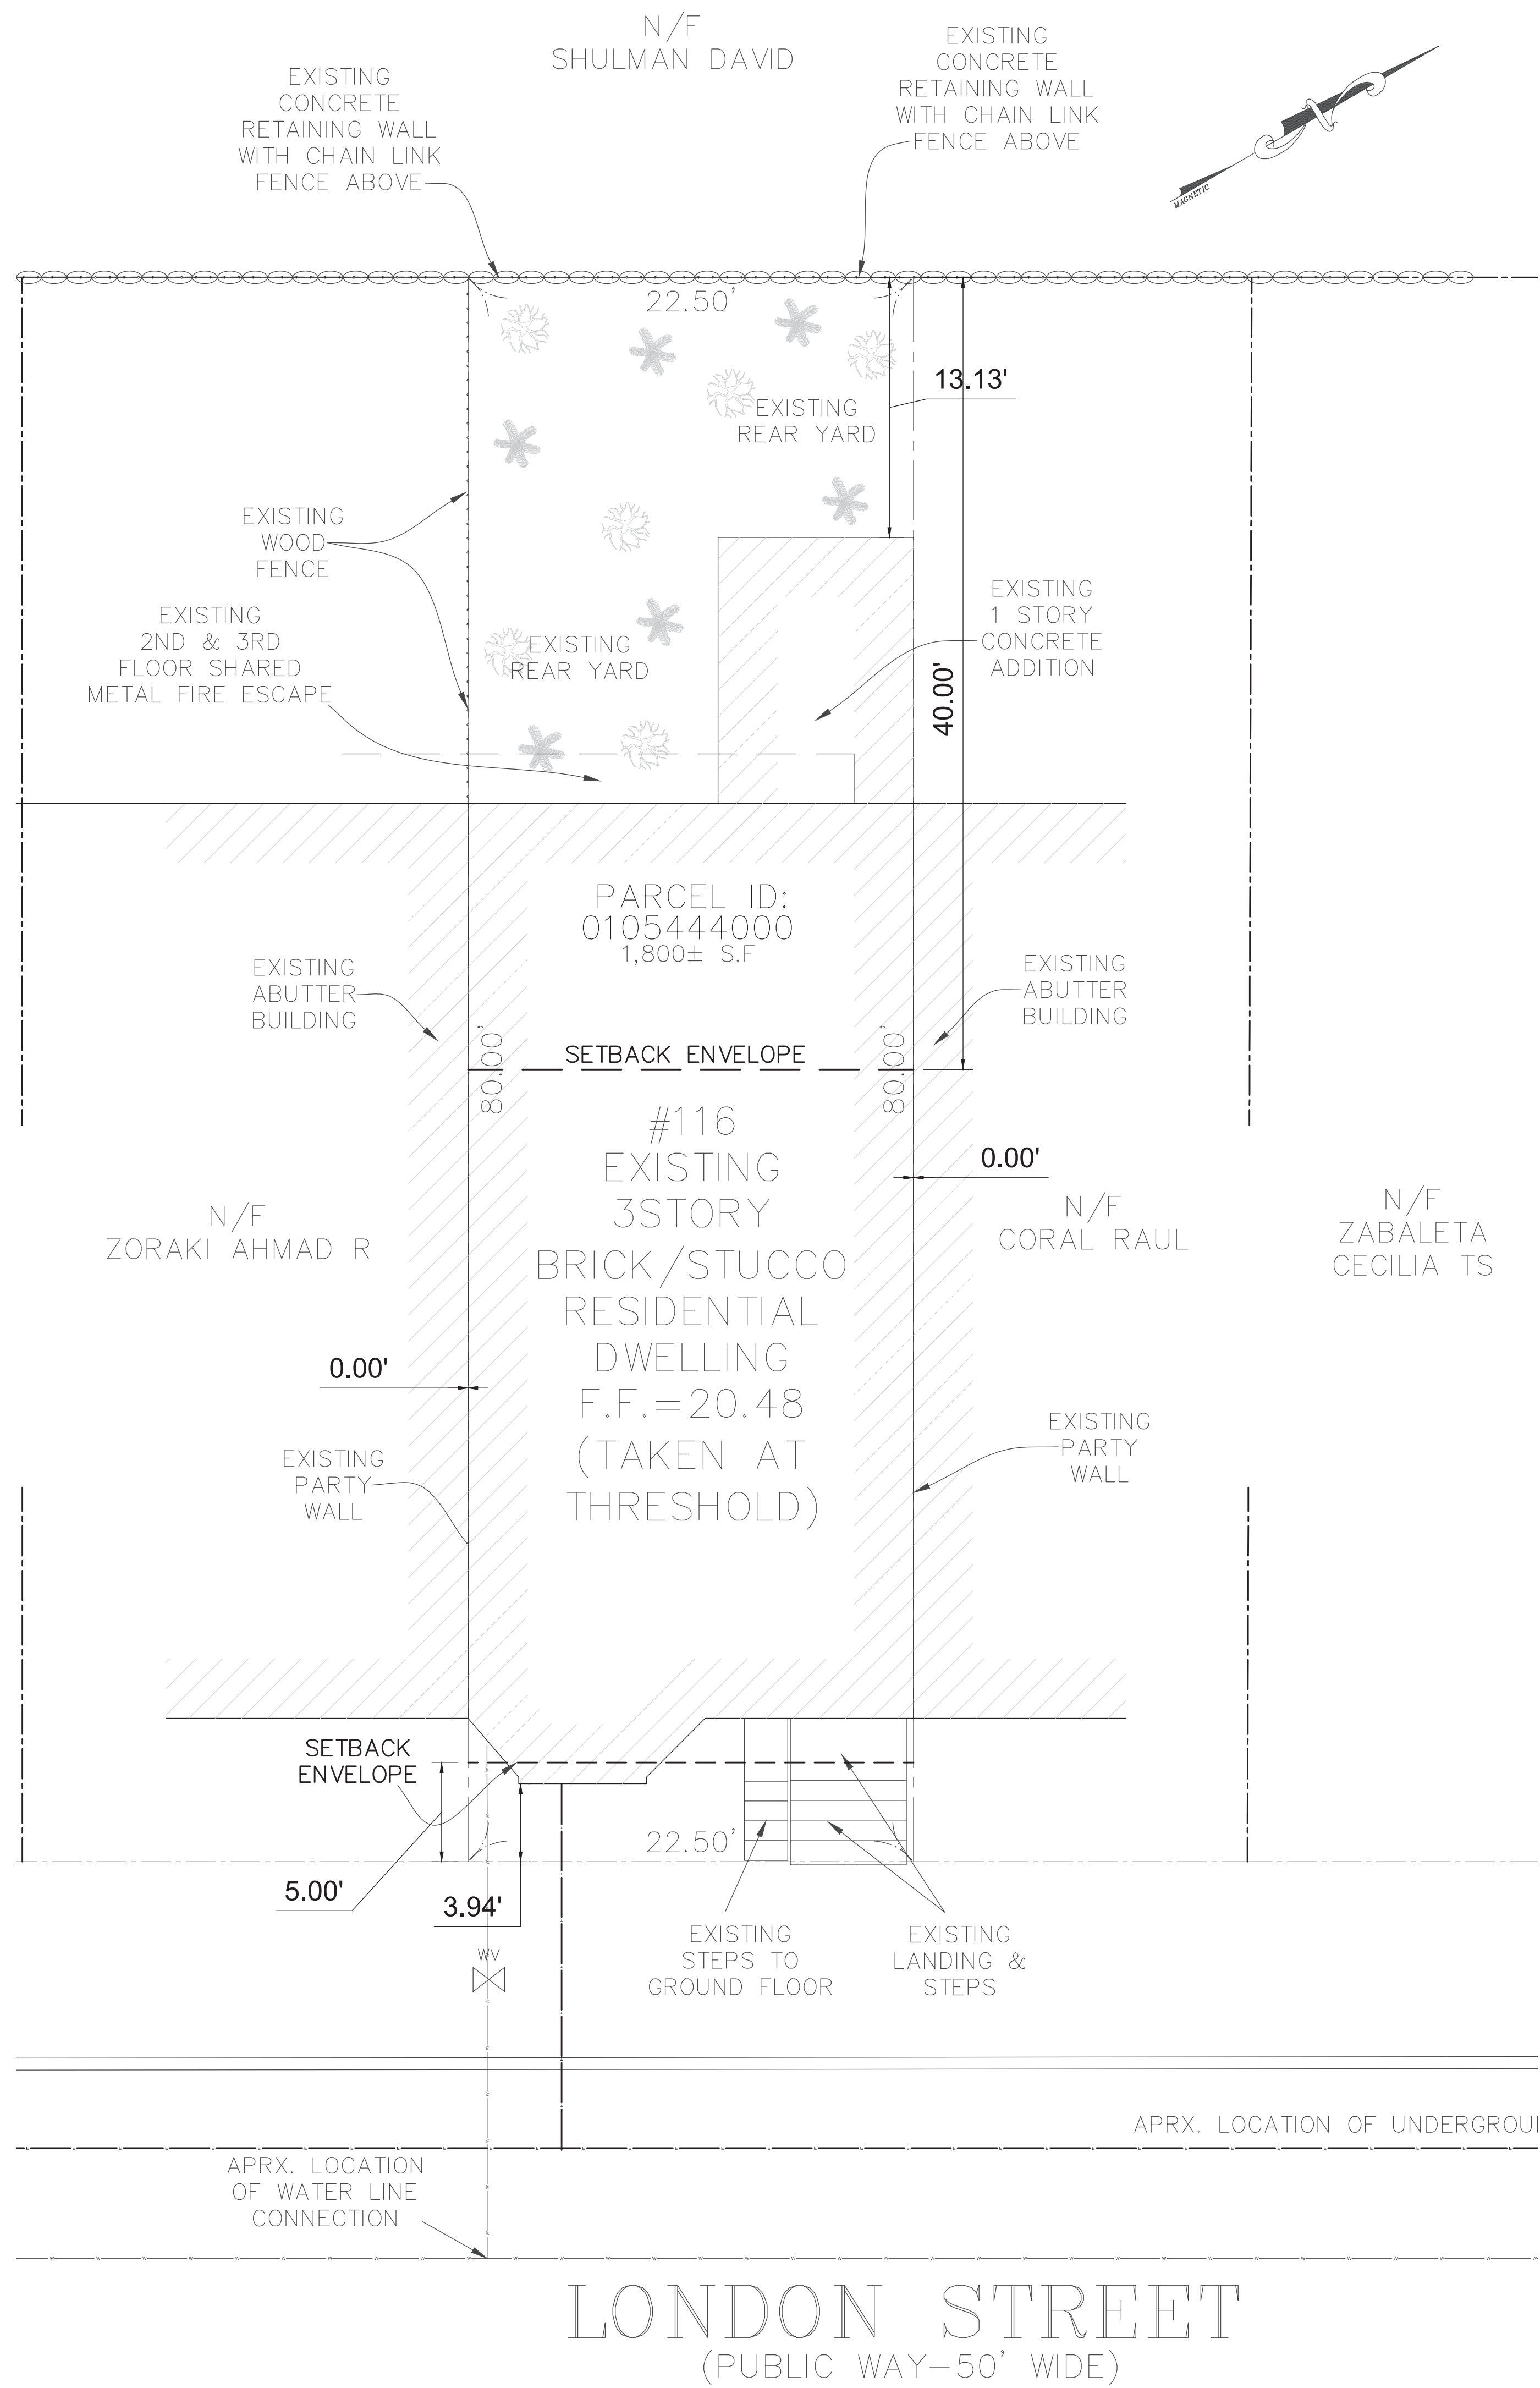 N/F
SHULMAN DAVID
EXISTING
CONCRETE
RETAINING WALL
WITH CHAIN LINK
FENCE ABOVE
EXISTING
CONCRETE
RETAINING WALL
WITH CHAIN LINK
FENCE ABOVE
N
MAGNETIC
22.50'
13.13'
EXISTING
REAR YARD
EXISTING
WOOD
FENCE
EXISTING
2ND & 3RD
FLOOR SHARED
METAL FIRE ESCAPE
EXISTING
REAR YARD
EXISTING
1 STORY
CONCRETE
ADDITION
40.00'
PARCEL ID:
0105444000
1,800± S.F
EXISTING
ABUTTER
BUILDING
EXISTING
ABUTTER
BUILDING
80.00'
SETBACK ENVELOPE
80.00'
#116
EXISTING
3STORY
BRICK/STUCCO
RESIDENTIAL
DWELLING
F.F.=20.48
(TAKEN AT
THRESHOLD)
0.00'
N/F
ZORAKI AHMAD R
N/F
CORAL RAUL
N/F
ZABALETA
CECILIA TS
0.00'
EXISTING
PARTY
WALL
EXISTING
PARTY
WALL
SETBACK
ENVELOPE
22.50'
5.00'
3.94'
WV
EXISTING
STEPS TO
GROUND FLOOR
EXISTING
LANDING &
STEPS
APRX. LOCATION OF UNDERGROU
APRX. LOCATION
OF WATER LINE
CONNECTION
LONDON STREET
(PUBLIC WAY-50' WIDE)